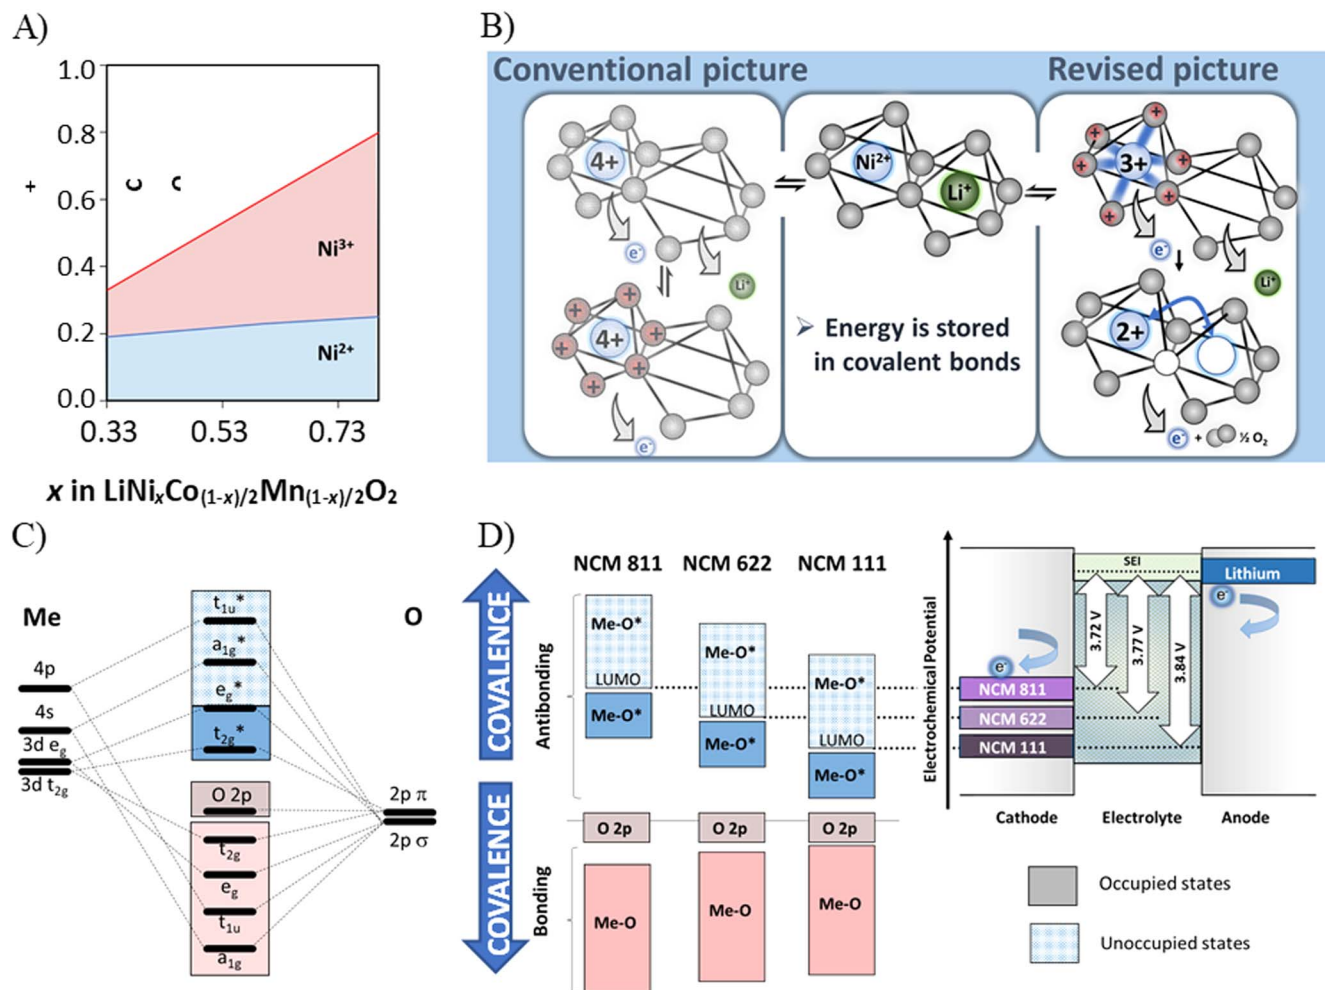 A)
1.0
0.8
0.6
0.4
0.2
0.0
Ni³⁺
Ni²⁺
0.33 0.53 0.73
x in LiNiₓCo₍₁₋ₓ₎/₂Mn₍₁₋ₓ₎/₂O₂
B)
Conventional picture
Revised picture
4+
e⁻
Li⁺
+
+
+
+
+
4+
e⁻
Ni²⁺
Li⁺
➢ Energy is stored
in covalent bonds
+
+
+
+
+
+
3+
e⁻
Li⁺
2+
e⁻ + ½ O₂
C)
Me
O
4p
4s
3d e_g
3d t₂g
t₁ᵤ*
a₁g*
e_g*
t₂g*
O 2p
t₂g
e_g
t₁ᵤ
a₁g
2p π
2p σ
D)
COVALENCE
COVALENCE
Antibonding
Bonding
NCM 811 NCM 622 NCM 111
Me-O*
LUMO
Me-O*
O 2p
Me-O
Me-O*
LUMO
Me-O*
O 2p
Me-O
Me-O*
LUMO
Me-O*
O 2p
Me-O
Electrochemical Potential
SEI
Lithium
e⁻
e⁻
3.72 V
3.77 V
3.84 V
NCM 811
NCM 622
NCM 111
Cathode Electrolyte Anode
Occupied states
Unoccupied states